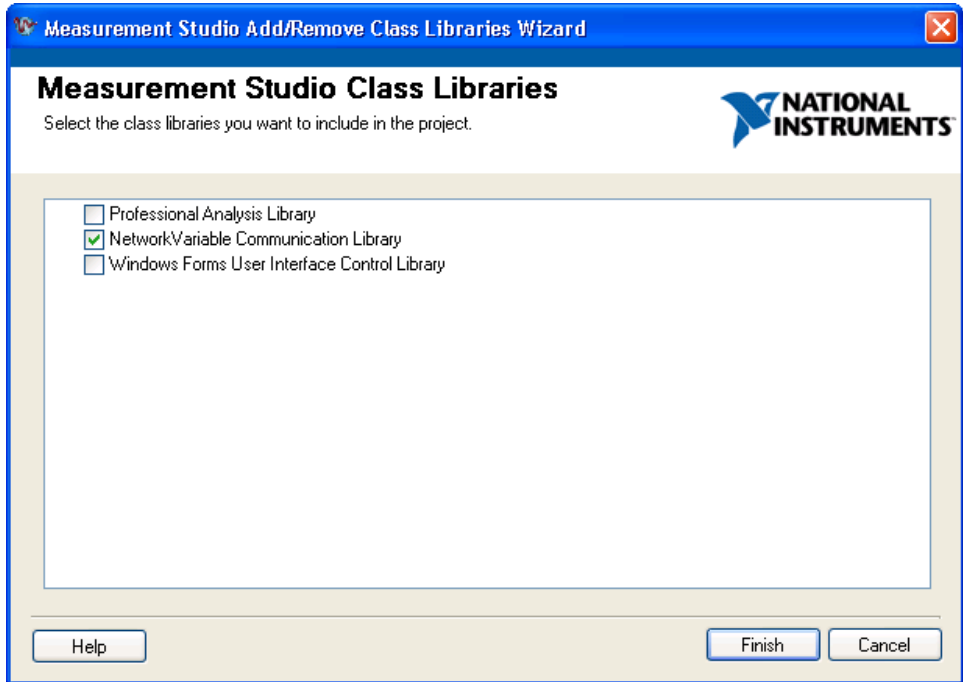 Measurement Studio Add/Remove Class Libraries Wizard
Measurement Studio Class Libraries
Select the class libraries you want to include in the project.
NATIONAL
INSTRUMENTS
Professional Analysis Library
NetworkVariable Communication Library
Windows Forms User Interface Control Library
Help
Finish
Cancel